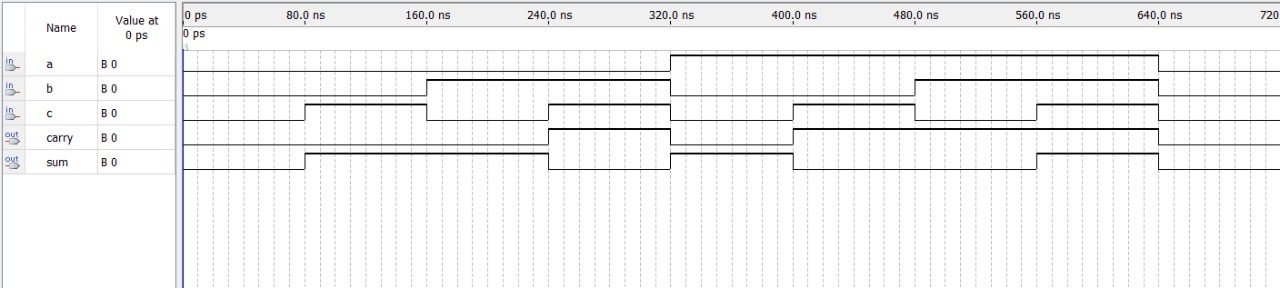 Name
Value at
0 ps
0 ps 80.0 ns 160.0 ns 240.0 ns 320.0 ns 400.0 ns 480.0 ns 560.0 ns 640.0 ns 720
0 ps
in a B 0
in b B 0
in c B 0
out carry B 0
out sum B 0